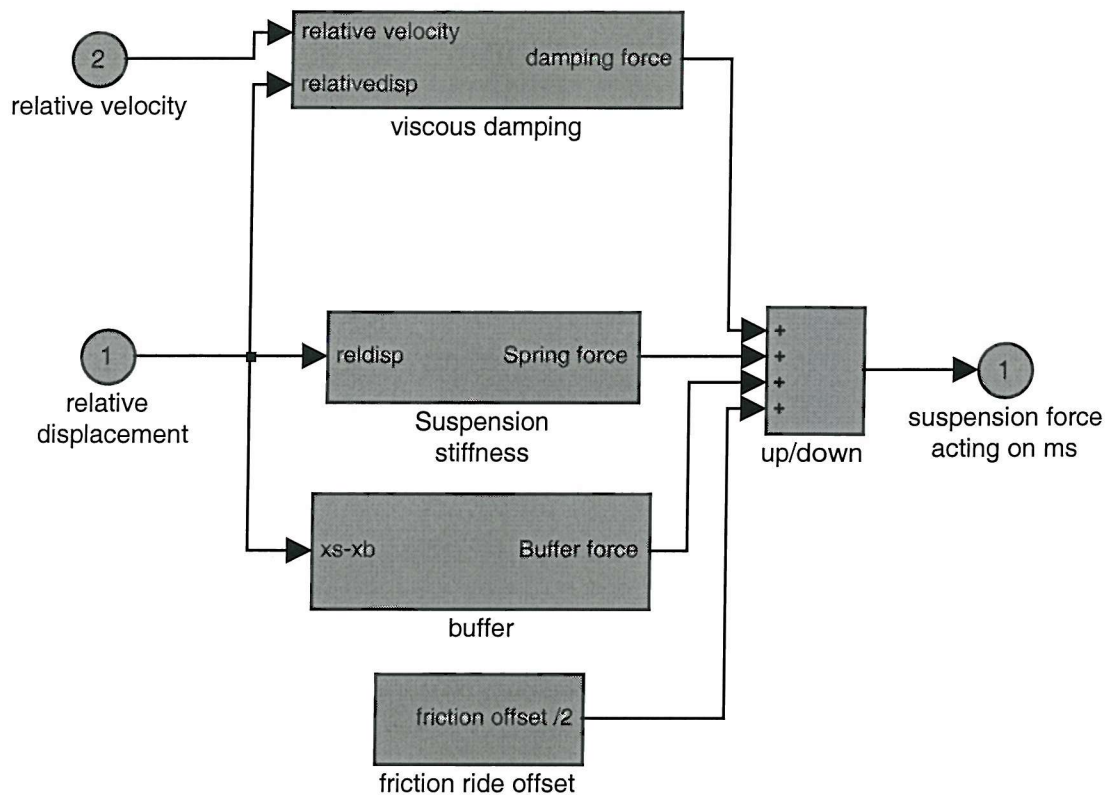 2
relative velocity
relative velocity
relativedisp
damping force
viscous damping
1
relative
displacement
reldisp
Spring force
Suspension
stiffness
xs-xb
Buffer force
buffer
friction offset /2
friction ride offset
+
+
+
+
up/down
1
suspension force
acting on ms